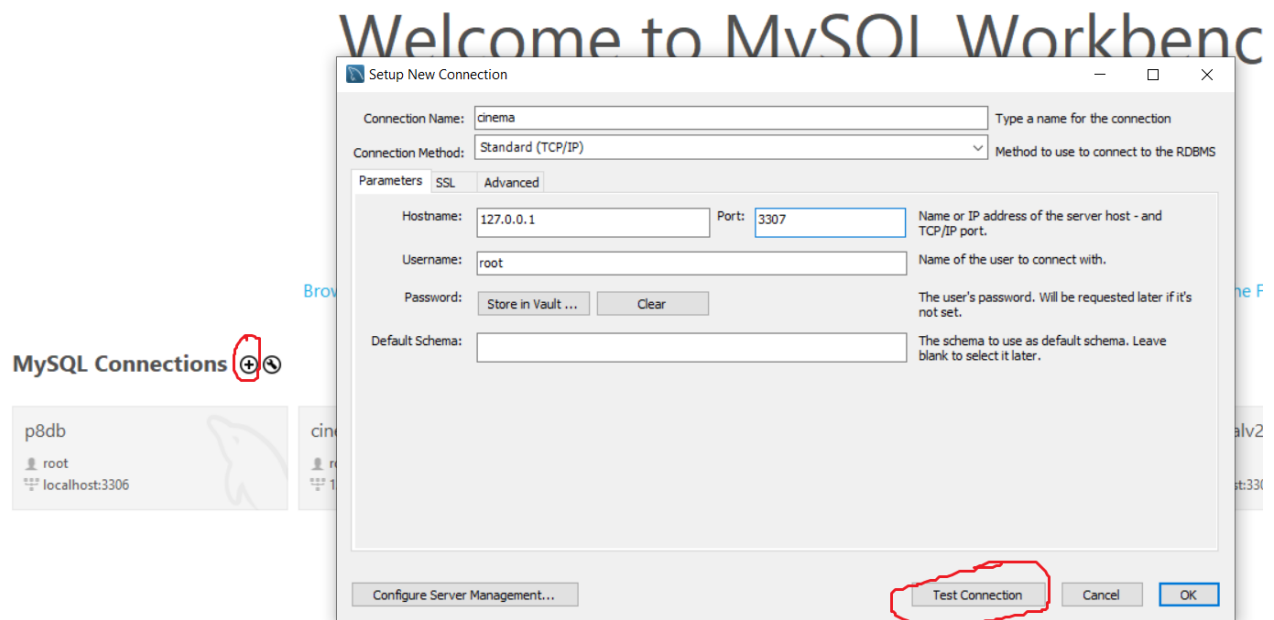 Welcome to MySQL Workbenc
Setup New Connection
Connection Name: cinema Type a name for the connection
Connection Method: Standard (TCP/IP) Method to use to connect to the RDBMS
Parameters SSL Advanced
Hostname: 127.0.0.1 Port: 3307 Name or IP address of the server host - and
TCP/IP port.
Username: root Name of the user to connect with.
Password: Store in Vault ... Clear The user's password. Will be requested later if it's
not set.
Default Schema: The schema to use as default schema. Leave
blank to select it later.
Brow
MySQL Connections
p8db
root
localhost:3306
cine
Configure Server Management... Test Connection Cancel OK